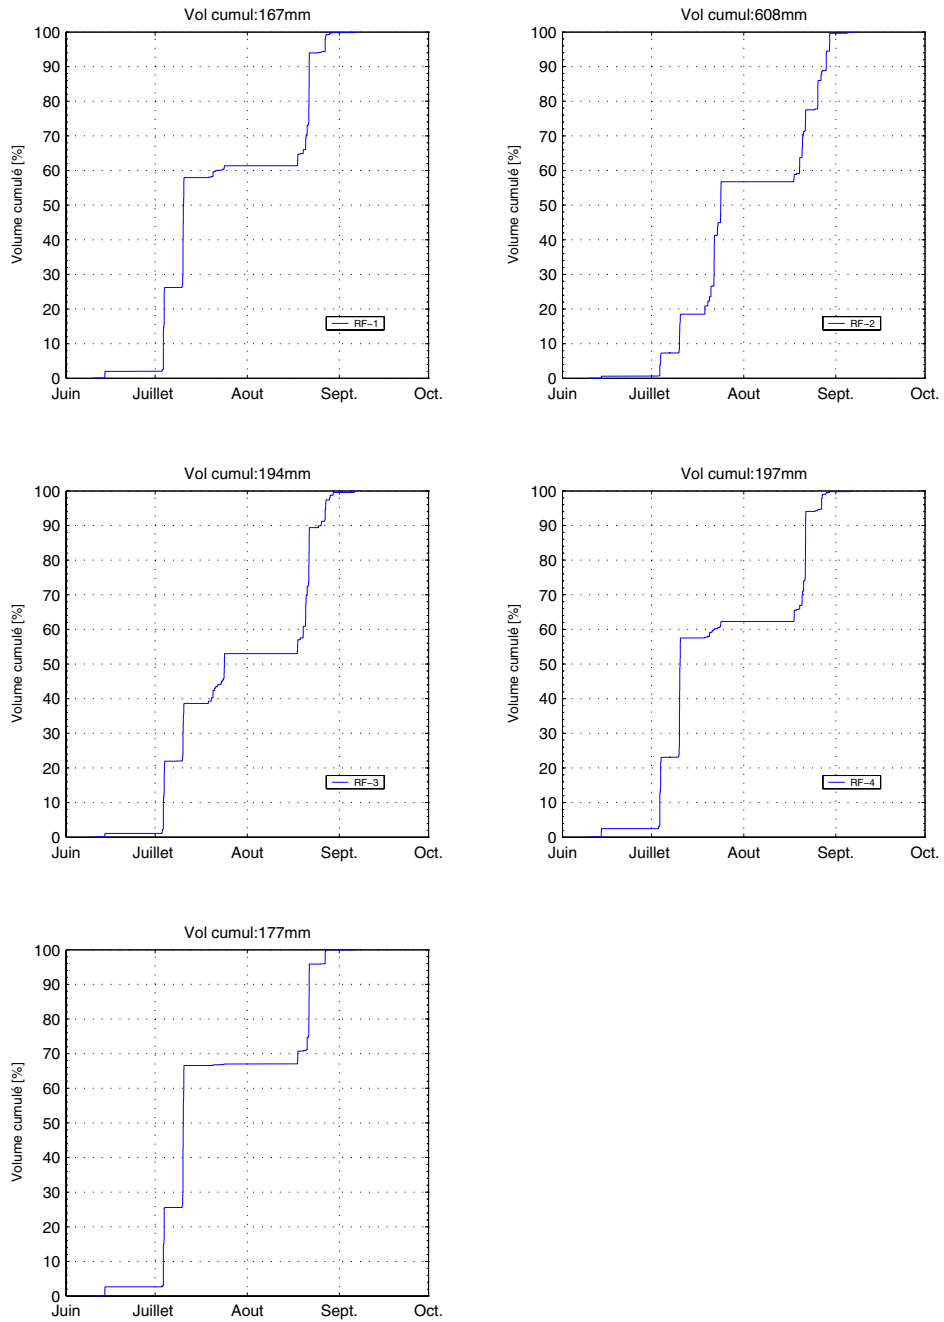 Vol cumul:167mm
Volume cumulé [%]
100
90
80
70
60
50
40
30
20
10
0
RF-1
Juin Juillet Aout Sept. Oct.
Vol cumul:608mm
Volume cumulé [%]
100
90
80
70
60
50
40
30
20
10
0
RF-2
Juin Juillet Aout Sept. Oct.
Vol cumul:194mm
Volume cumulé [%]
100
90
80
70
60
50
40
30
20
10
0
RF-3
Juin Juillet Aout Sept. Oct.
Vol cumul:197mm
Volume cumulé [%]
100
90
80
70
60
50
40
30
20
10
0
RF-4
Juin Juillet Aout Sept. Oct.
Vol cumul:177mm
Volume cumulé [%]
100
90
80
70
60
50
40
30
20
10
0
Juin Juillet Aout Sept. Oct.